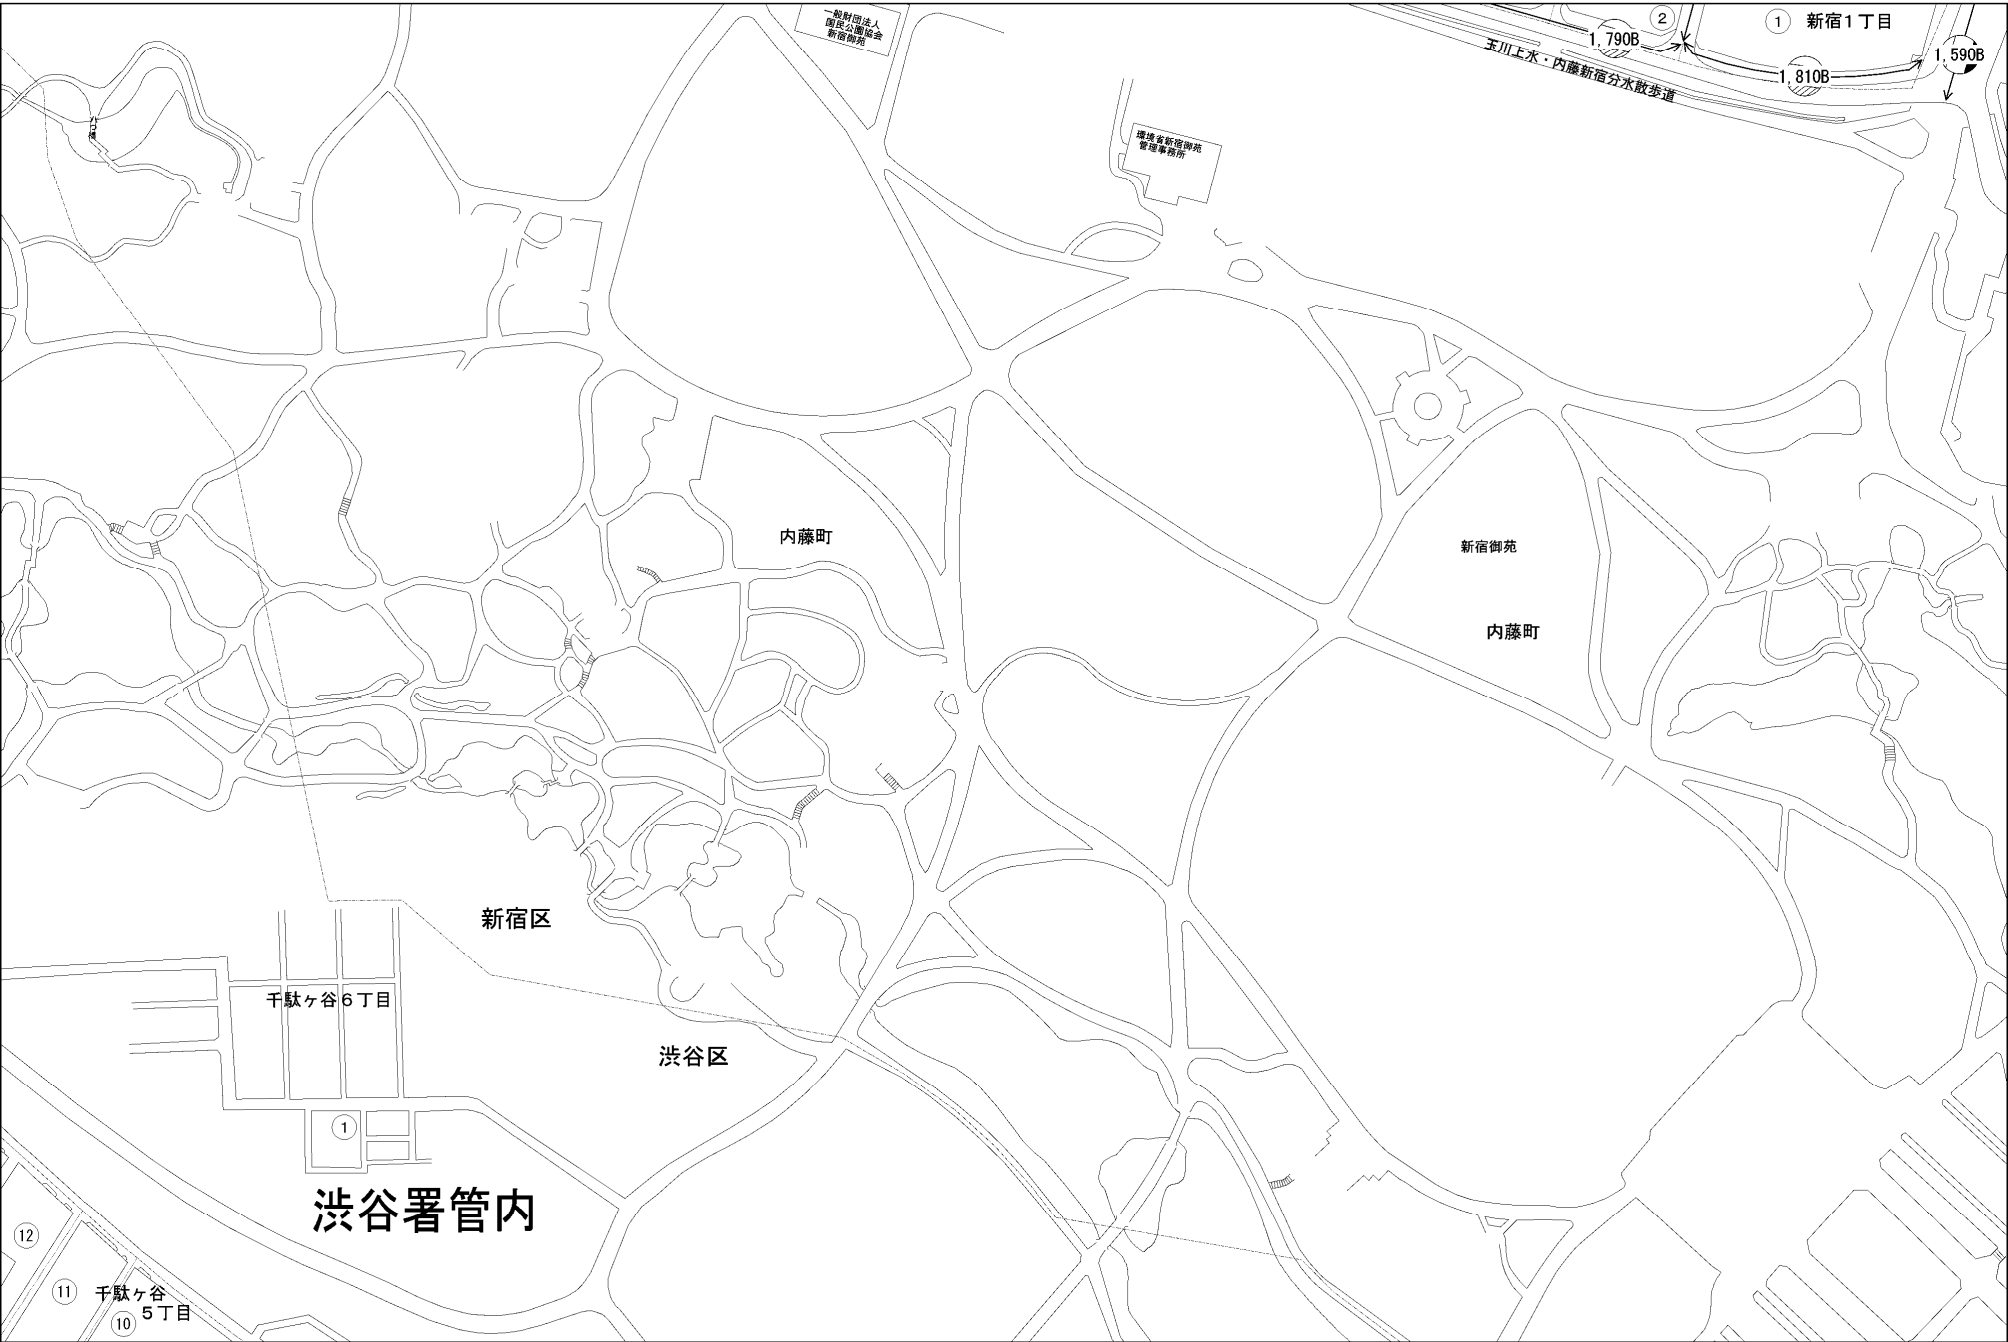 一般財団法人
国民公園協会
新宿御苑
②
① 新宿1丁目
1,790B
1,810B
1,590B
玉川上水・内藤新宿分水散歩道
八つ橋
環境省新宿御苑
管理事務所
内藤町
新宿御苑
内藤町
新宿区
千駄ヶ谷6丁目
渋谷区
①
渋谷署管内
⑫
⑪ 千駄ヶ谷
⑩ 5丁目